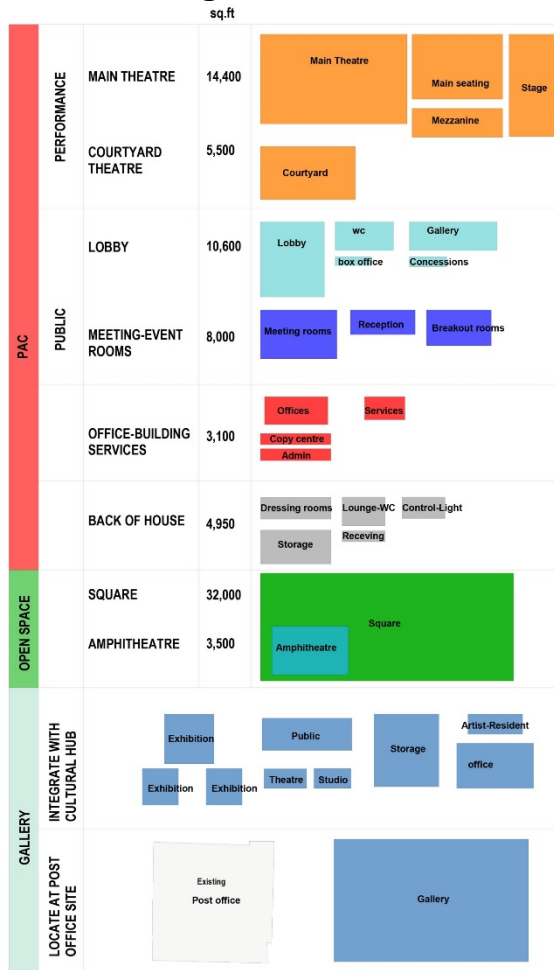 sq.ft
PAC
PERFORMANCE
MAIN THEATRE
14,400
Main Theatre
Main seating
Stage
Mezzanine
COURTYARD
THEATRE
5,500
Courtyard
PUBLIC
LOBBY
10,600
Lobby
wc
Gallery
box office
Concessions
MEETING-EVENT
ROOMS
8,000
Meeting rooms
Reception
Breakout rooms
OFFICE-BUILDING
SERVICES
3,100
Offices
Services
Copy centre
Admin
BACK OF HOUSE
4,950
Dressing rooms
Lounge-WC
Control-Light
Storage
Receving
OPEN SPACE
SQUARE
32,000
Square
AMPHITHEATRE
3,500
Amphitheatre
GALLERY
INTEGRATE WITH
CULTURAL HUB
Exhibition
Public
Storage
Artist-Resident
office
Exhibition
Exhibition
Theatre
Studio
LOCATE AT POST
OFFICE SITE
Existing
Post office
Gallery